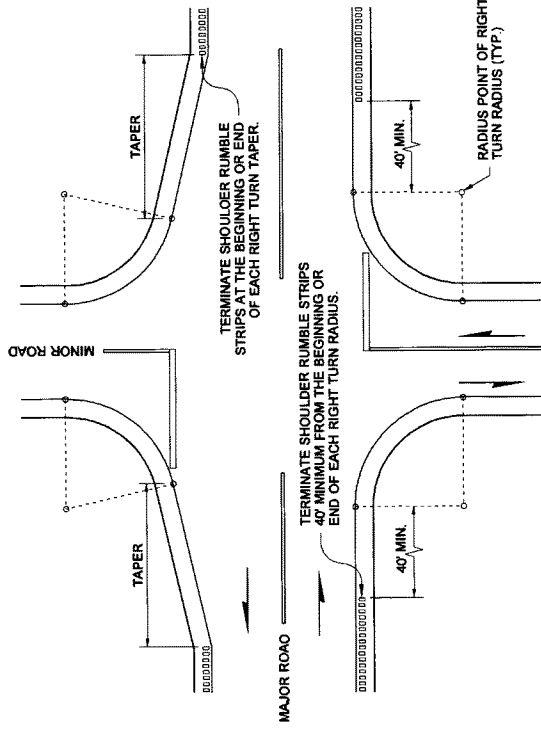 TAPER
TAPER
MINOR ROAD
TERMINATE SHOULDER RUMBLE
STRIPS AT THE BEGINNING OR END
OF EACH RIGHT TURN TAPER.
MAJOR ROAD
TERMINATE SHOULDER RUMBLE STRIPS
40' MINIMUM FROM THE BEGINNING OR
END OF EACH RIGHT TURN RADIUS.
40' MIN.
40' MIN.
RADIUS POINT OF RIGHT
TURN RADIUS (TYP.)